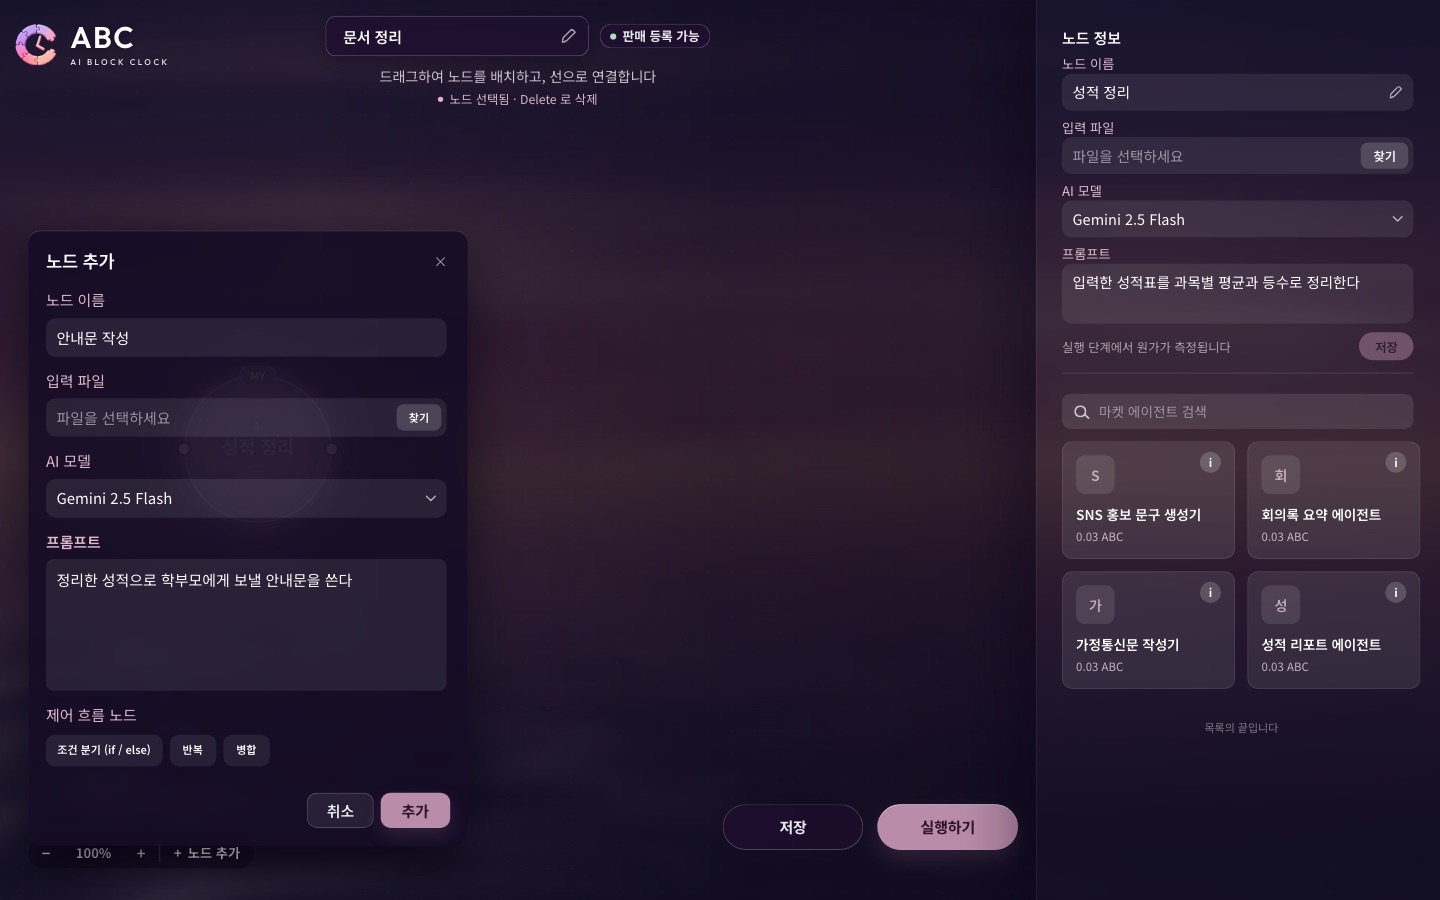 ABC
AI BLOCK CLOCK
문서 정리
판매 등록 가능
드래그하여 노드를 배치하고, 선으로 연결합니다
노드 선택됨 · Delete 로 삭제
노드 추가
노드 이름
안내문 작성
입력 파일
파일을 선택하세요
찾기
MY
성적 정리
AI 모델
Gemini 2.5 Flash
프롬프트
정리한 성적으로 학부모에게 보낼 안내문을 쓴다
제어 흐름 노드
조건 분기 (if / else)
반복
병합
취소
추가
− 100% + + 노드 추가
저장
실행하기
노드 정보
노드 이름
성적 정리
입력 파일
파일을 선택하세요
찾기
AI 모델
Gemini 2.5 Flash
프롬프트
입력한 성적표를 과목별 평균과 등수로 정리한다
실행 단계에서 원가가 측정됩니다
저장
마켓 에이전트 검색
S
i
SNS 홍보 문구 생성기
0.03 ABC
회
i
회의록 요약 에이전트
0.03 ABC
가
i
가정통신문 작성기
0.03 ABC
성
i
성적 리포트 에이전트
0.03 ABC
목록의 끝입니다